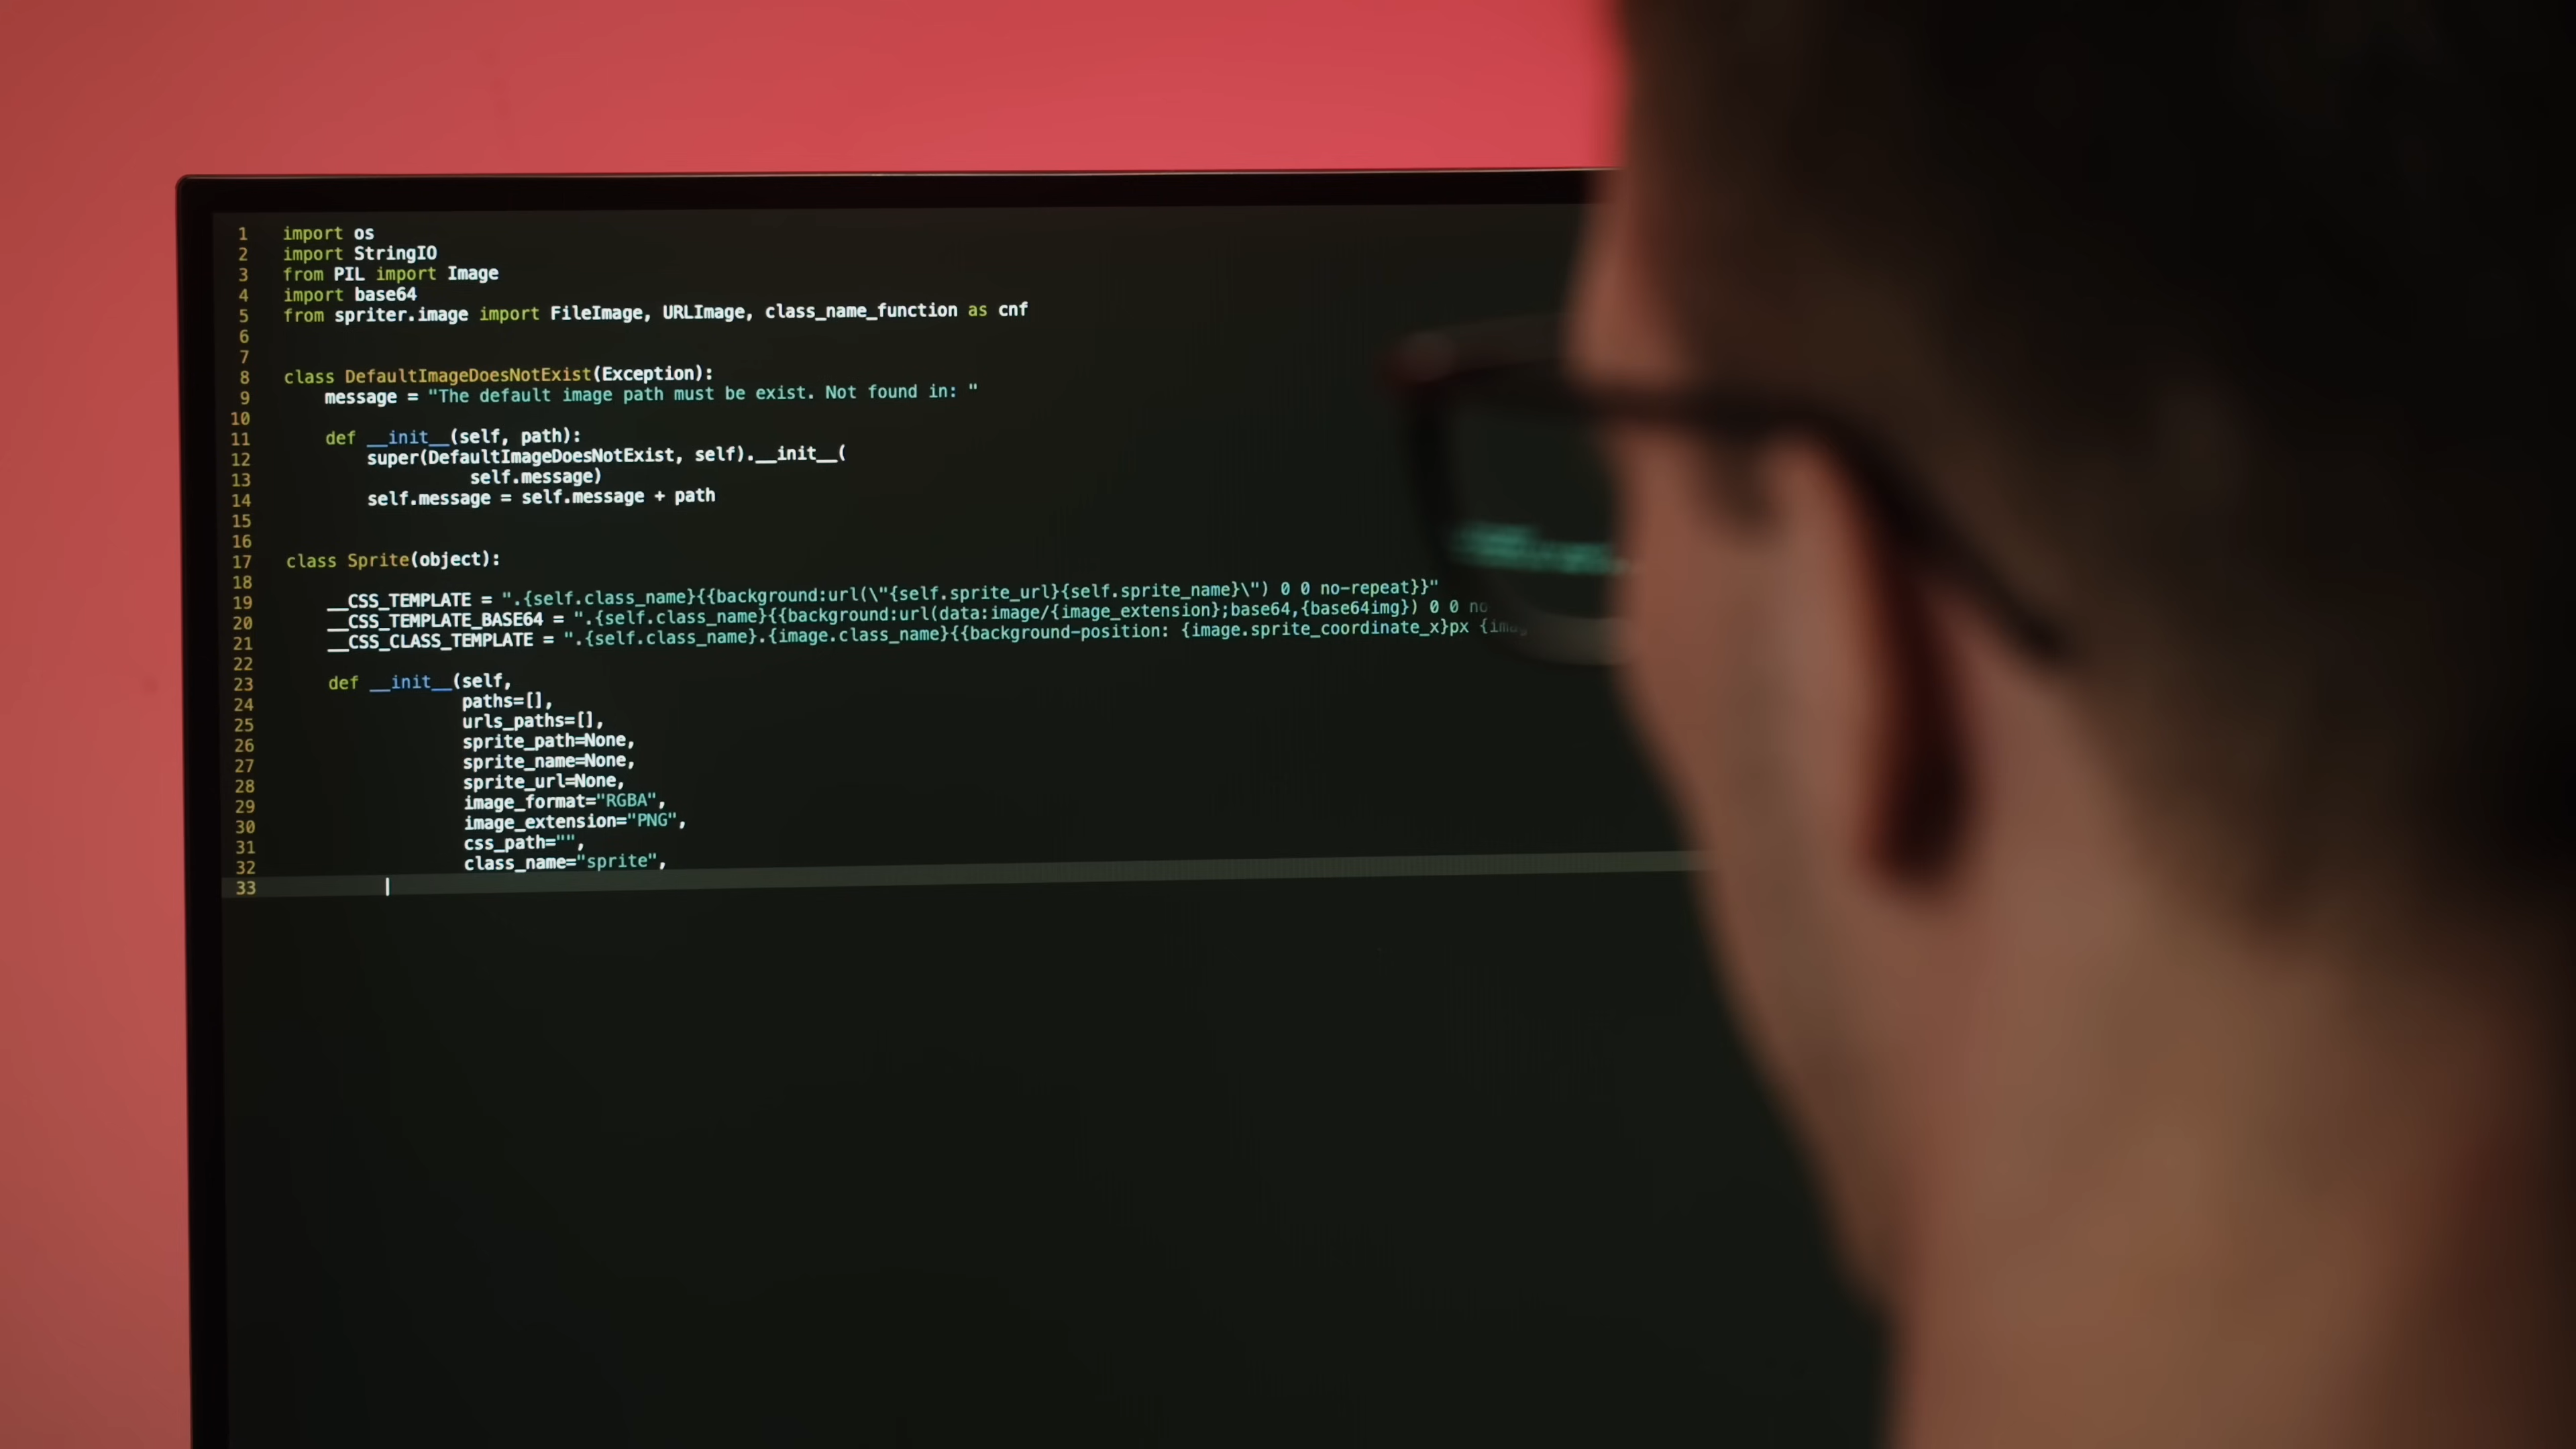 1 import os
2 import StringIO
3 from PIL import Image
4 import base64
5 from spriter.image import FileImage, URLImage, class_name_function as cnf
6
7
8 class DefaultImageDoesNotExist(Exception):
9 message = "The default image path must be exist. Not found in: "
10
11 def __init__(self, path):
12 super(DefaultImageDoesNotExist, self).__init__(
13 self.message)
14 self.message = self.message + path
15
16
17 class Sprite(object):
18
19 __CSS_TEMPLATE = ".{self.class_name}{{background:url(\"{self.sprite_url}{self.sprite_name}\") 0 0 no-repeat}}"
20 __CSS_TEMPLATE_BASE64 = ".{self.class_name}{{background:url(data:image/{image_extension};base64,{base64img}) 0 0 no
21 __CSS_CLASS_TEMPLATE = ".{self.class_name}.{image.class_name}{{background-position: {image.sprite_coordinate_x}px
22
23 def __init__(self,
24 paths=[],
25 urls_paths=[],
26 sprite_path=None,
27 sprite_name=None,
28 sprite_url=None,
29 image_format="RGBA",
30 image_extension="PNG",
31 css_path="",
32 class_name="sprite",
33